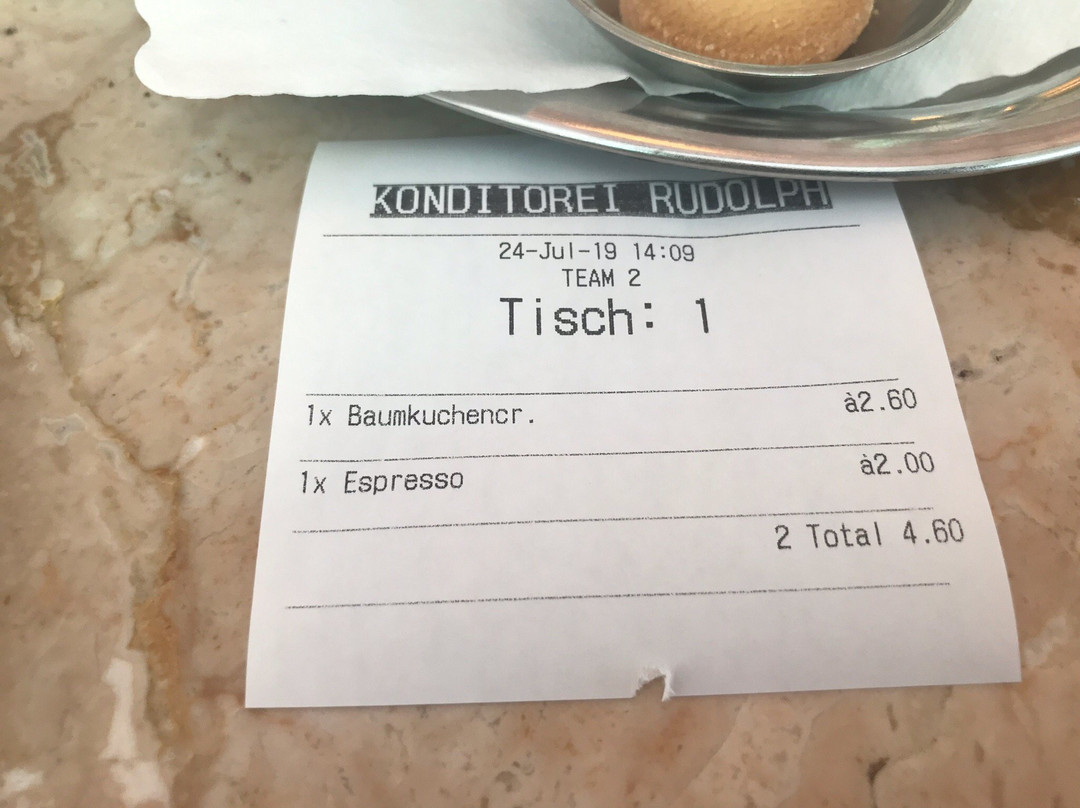 KONDITOREI RUDOLPH
24-Jul-19 14:09
TEAM 2
Tisch: 1
1x Baumkuchencr. à2.60
1x Espresso à2.00
2 Total 4.60